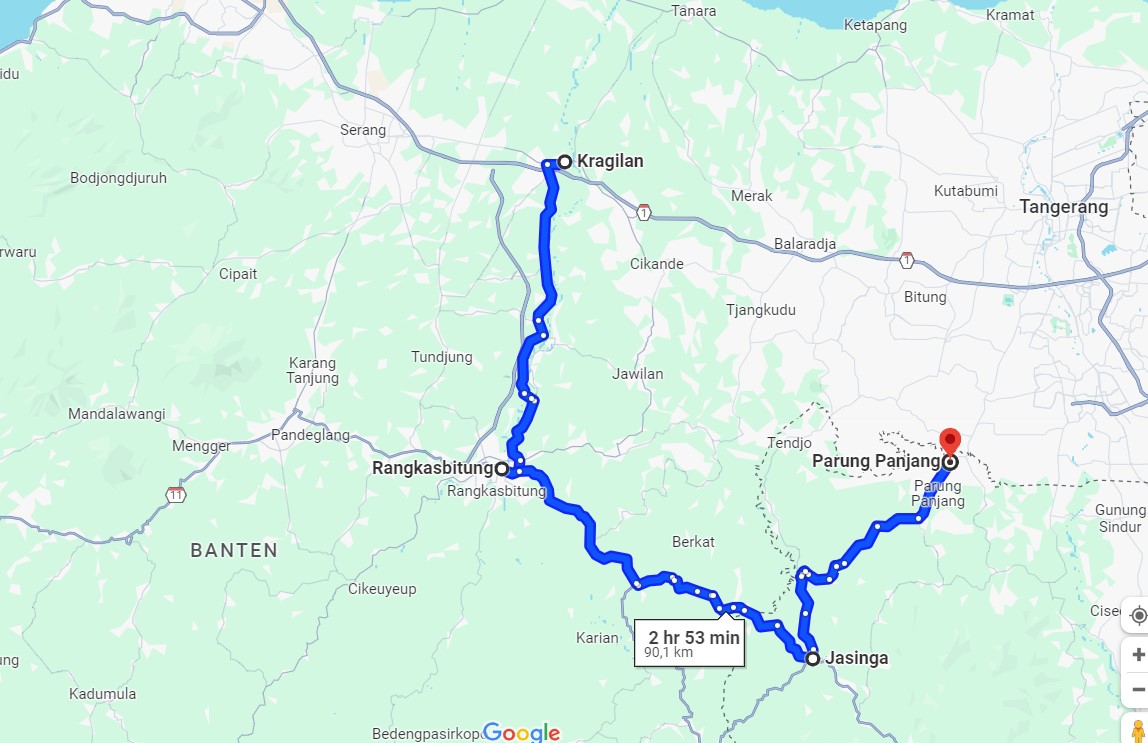 Tanara
Kramat
Ketapang
idu
Serang
Kragilan
Bodjongdjuruh
Merak
Kutabumi
Tangerang
1
Balaradja
rwaru
Cikande
1
Cipait
Bitung
Tjangkudu
Tundjung
Karang
Tanjung
Jawilan
Mandalawangi
Pandeglang
Mengger
Tendjo
Parung Panjang
Rangkasbitung
Rangkasbitung
Parung
Panjang
11
Gunung
Sindur
BANTEN
Berkat
Cikeuyeup
Cise
Karian
2 hr 53 min
90,1 km
Jasinga
ung
Kadumula
Bedengpasirkopo
Google